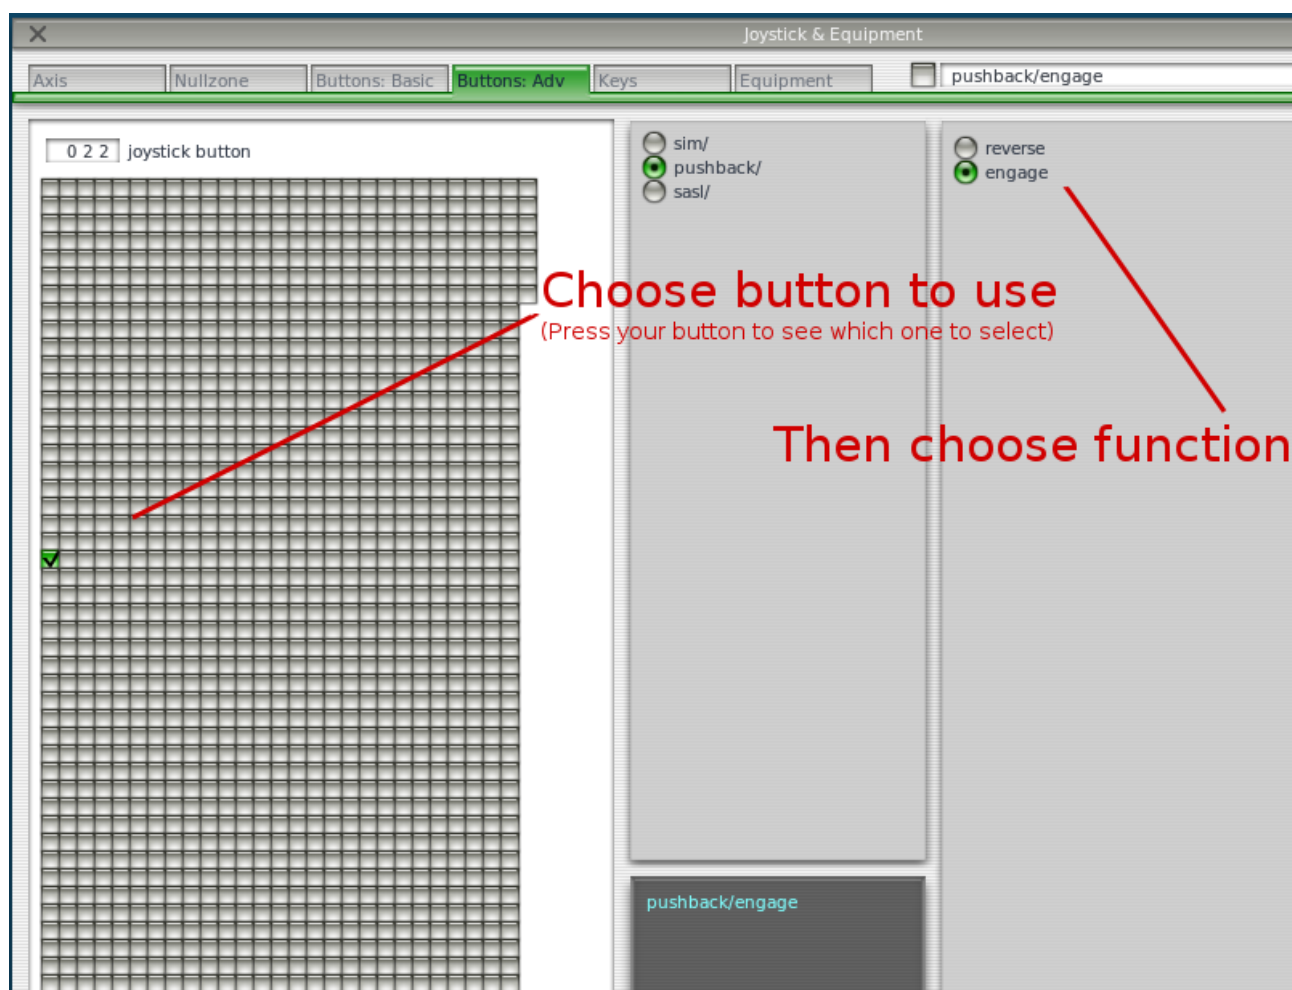 Joystick & Equipment
Axis
Nullzone
Buttons: Basic
Buttons: Adv
Keys
Equipment
pushback/engage
0 2 2 joystick button
sim/
pushback/
sasl/
reverse
engage
Choose button to use
(Press your button to see which one to select)
Then choose function
pushback/engage